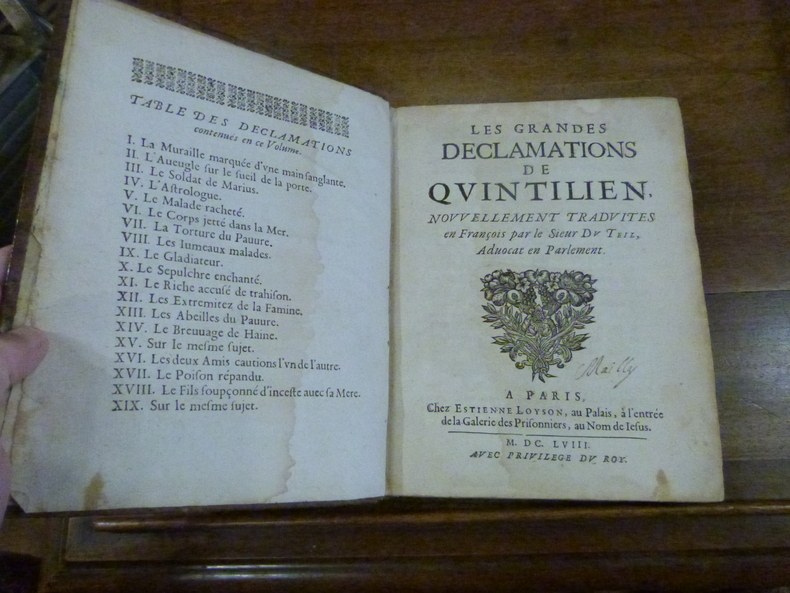 TABLE DES DECLAMATIONS
contenues en ce Volume.
I. La Muraille marquée d'vne main sanglante.
II. L'Aueugle sur le sueil de la porte.
III. Le Soldat de Marius.
IV. L'Astrologue.
V. Le Malade racheté.
VI. Le Corps jetté dans la Mer.
VII. La Torture du Pauure.
VIII. Les Iumeaux malades.
IX. Le Gladiateur.
X. Le Sepulchre enchanté.
XI. Le Riche accusé de trahison.
XII. Les Extremitez de la Famine.
XIII. Les Abeilles du Pauure.
XIV. Le Breuuage de Haine.
XV. Sur le mesme sujet.
XVI. Les deux Amis cautions l'vn de l'autre.
XVII. Le Poison répandu.
XVIII. Le Fils soupçonné d'inceste auec sa Mere.
XIX. Sur le mesme sujet.
LES GRANDES
DECLAMATIONS
DE
QVINTILIEN,
NOVVELLEMENT TRADVITES
en François par le Sieur DV TEIL,
Aduocat en Parlement.
Mailly
A PARIS,
Chez ESTIENNE LOYSON, au Palais, à l'entrée
de la Galerie des Prisonniers, au Nom de Iesus.
M. DC. LVIII.
AVEC PRIVILEGE DV ROY.